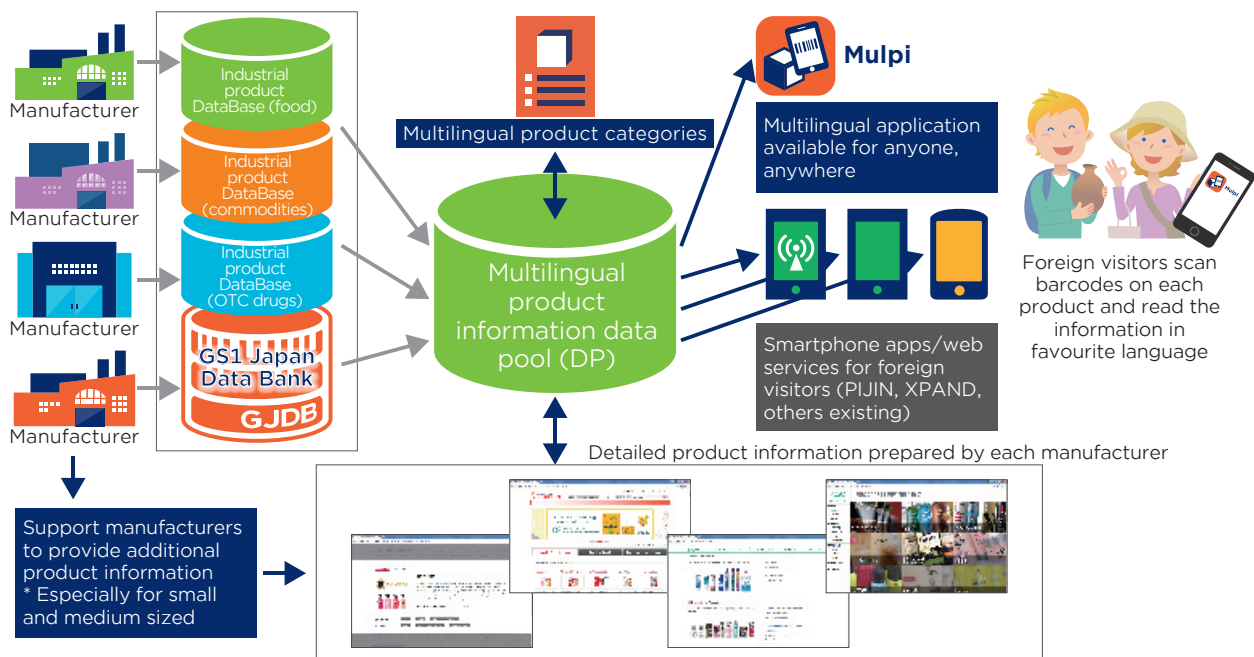 Manufacturer
Manufacturer
Manufacturer
Manufacturer
Industrial
product
DataBase (food)
Industrial
product
DataBase
(commodities)
Industrial
product
DataBase
(OTC drugs)
GS1 Japan
Data Bank
GJDB
Multilingual product categories
Multilingual
product
information data
pool (DP)
Mulpi
Multilingual application
available for anyone,
anywhere
Smartphone apps/web
services for foreign
visitors (PIJIN, XPAND,
others existing)
Mulpi
Foreign visitors scan
barcodes on each
product and read the
information in
favourite language
Detailed product information prepared by each manufacturer
Support manufacturers
to provide additional
product information
* Especially for small
and medium sized